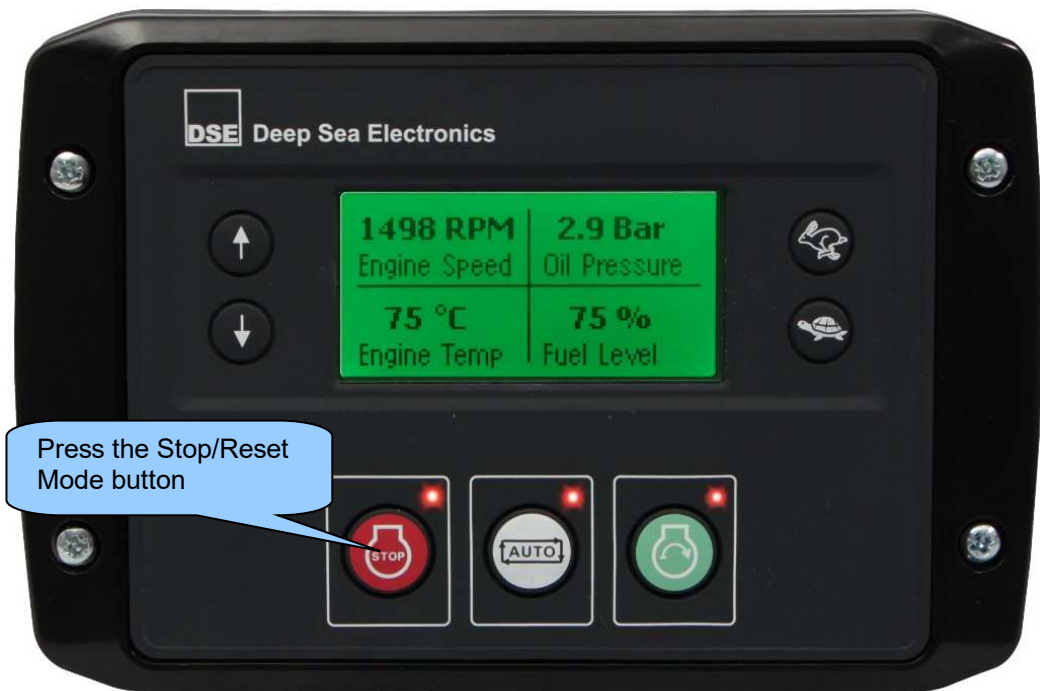 DSE Deep Sea Electronics
1498 RPM
Engine Speed
2.9 Bar
Oil Pressure
75 °C
Engine Temp
75 %
Fuel Level
Press the Stop/Reset
Mode button
STOP
AUTO